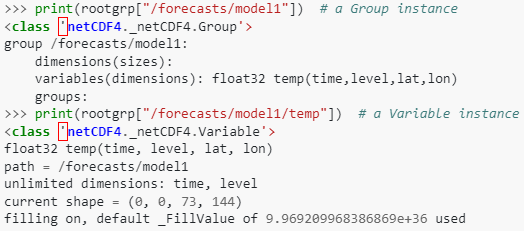 >>> print(rootgrp["/forecasts/model1"])  # a Group instance
<class 'netCDF4._netCDF4.Group'>
group /forecasts/model1:
    dimensions(sizes):
    variables(dimensions): float32 temp(time,level,lat,lon)
    groups:
>>> print(rootgrp["/forecasts/model1/temp"])  # a Variable instance
<class 'netCDF4._netCDF4.Variable'>
float32 temp(time, level, lat, lon)
path = /forecasts/model1
unlimited dimensions: time, level
current shape = (0, 0, 73, 144)
filling on, default _FillValue of 9.969209968386869e+36 used